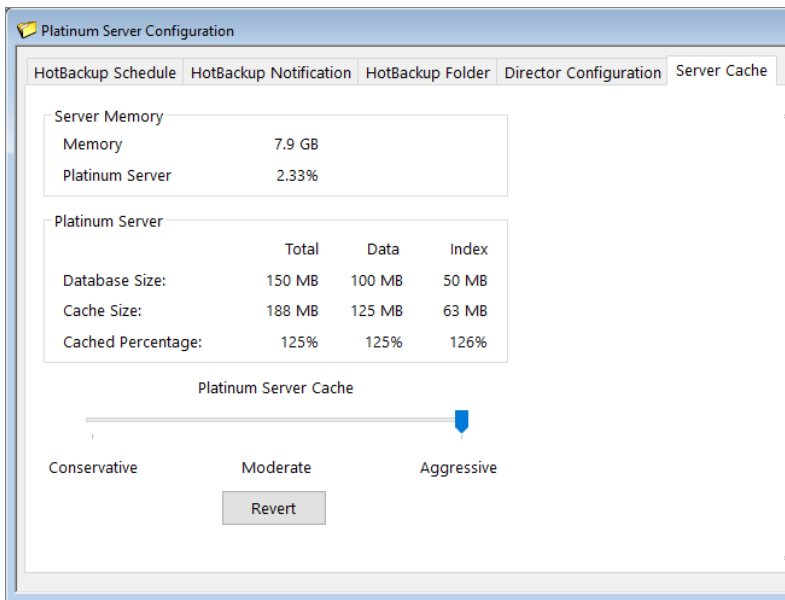 Platinum Server Configuration
HotBackup Schedule HotBackup Notification HotBackup Folder Director Configuration Server Cache
Server Memory
Memory 7.9 GB
Platinum Server 2.33%
Platinum Server
Total Data Index
Database Size: 150 MB 100 MB 50 MB
Cache Size: 188 MB 125 MB 63 MB
Cached Percentage: 125% 125% 126%
Platinum Server Cache
Conservative Moderate Aggressive
Revert